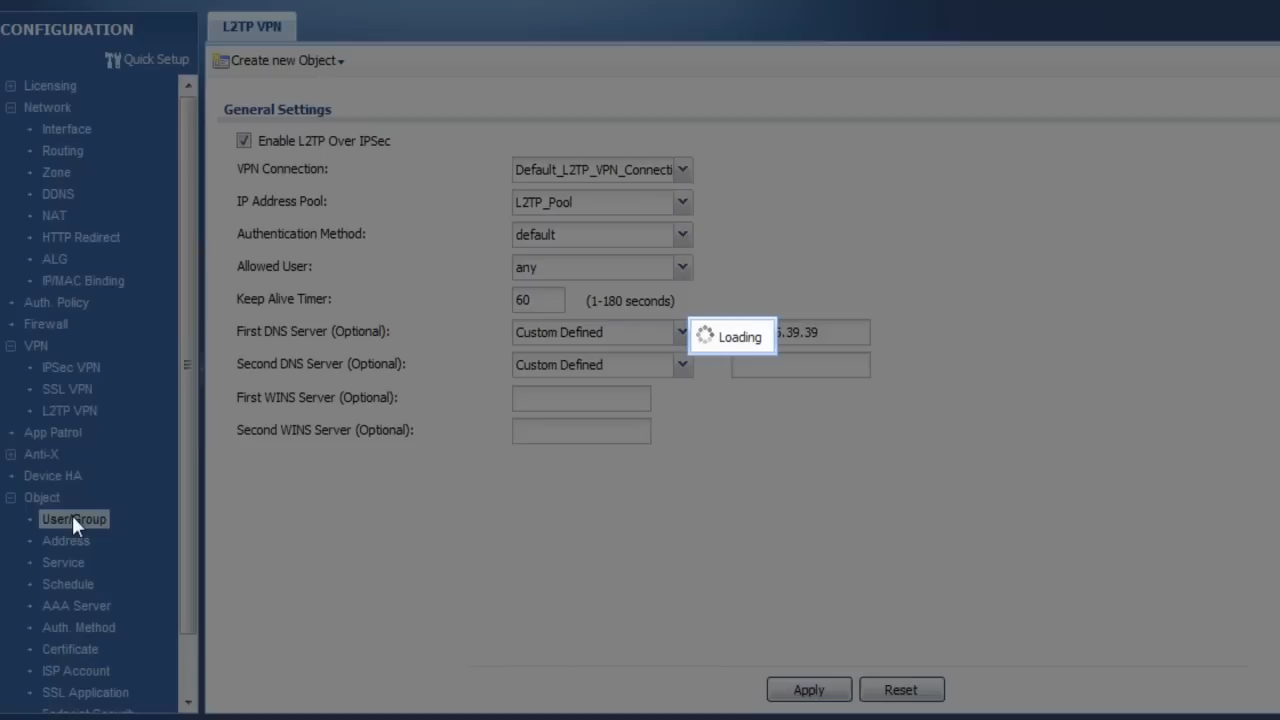 CONFIGURATION
Quick Setup
Licensing
Network
Interface
Routing
Zone
DDNS
NAT
HTTP Redirect
ALG
IP/MAC Binding
Auth. Policy
Firewall
VPN
IPSec VPN
SSL VPN
L2TP VPN
App Patrol
Anti-X
Device HA
Object
User/Group
Address
Service
Schedule
AAA Server
Auth. Method
Certificate
ISP Account
SSL Application
L2TP VPN
Create new Object
General Settings
Enable L2TP Over IPSec
VPN Connection: Default_L2TP_VPN_Connecti
IP Address Pool: L2TP_Pool
Authentication Method: default
Allowed User: any
Keep Alive Timer: 60 (1-180 seconds)
First DNS Server (Optional): Custom Defined .39.39
Second DNS Server (Optional): Custom Defined
First WINS Server (Optional):
Second WINS Server (Optional):
Loading
Apply Reset